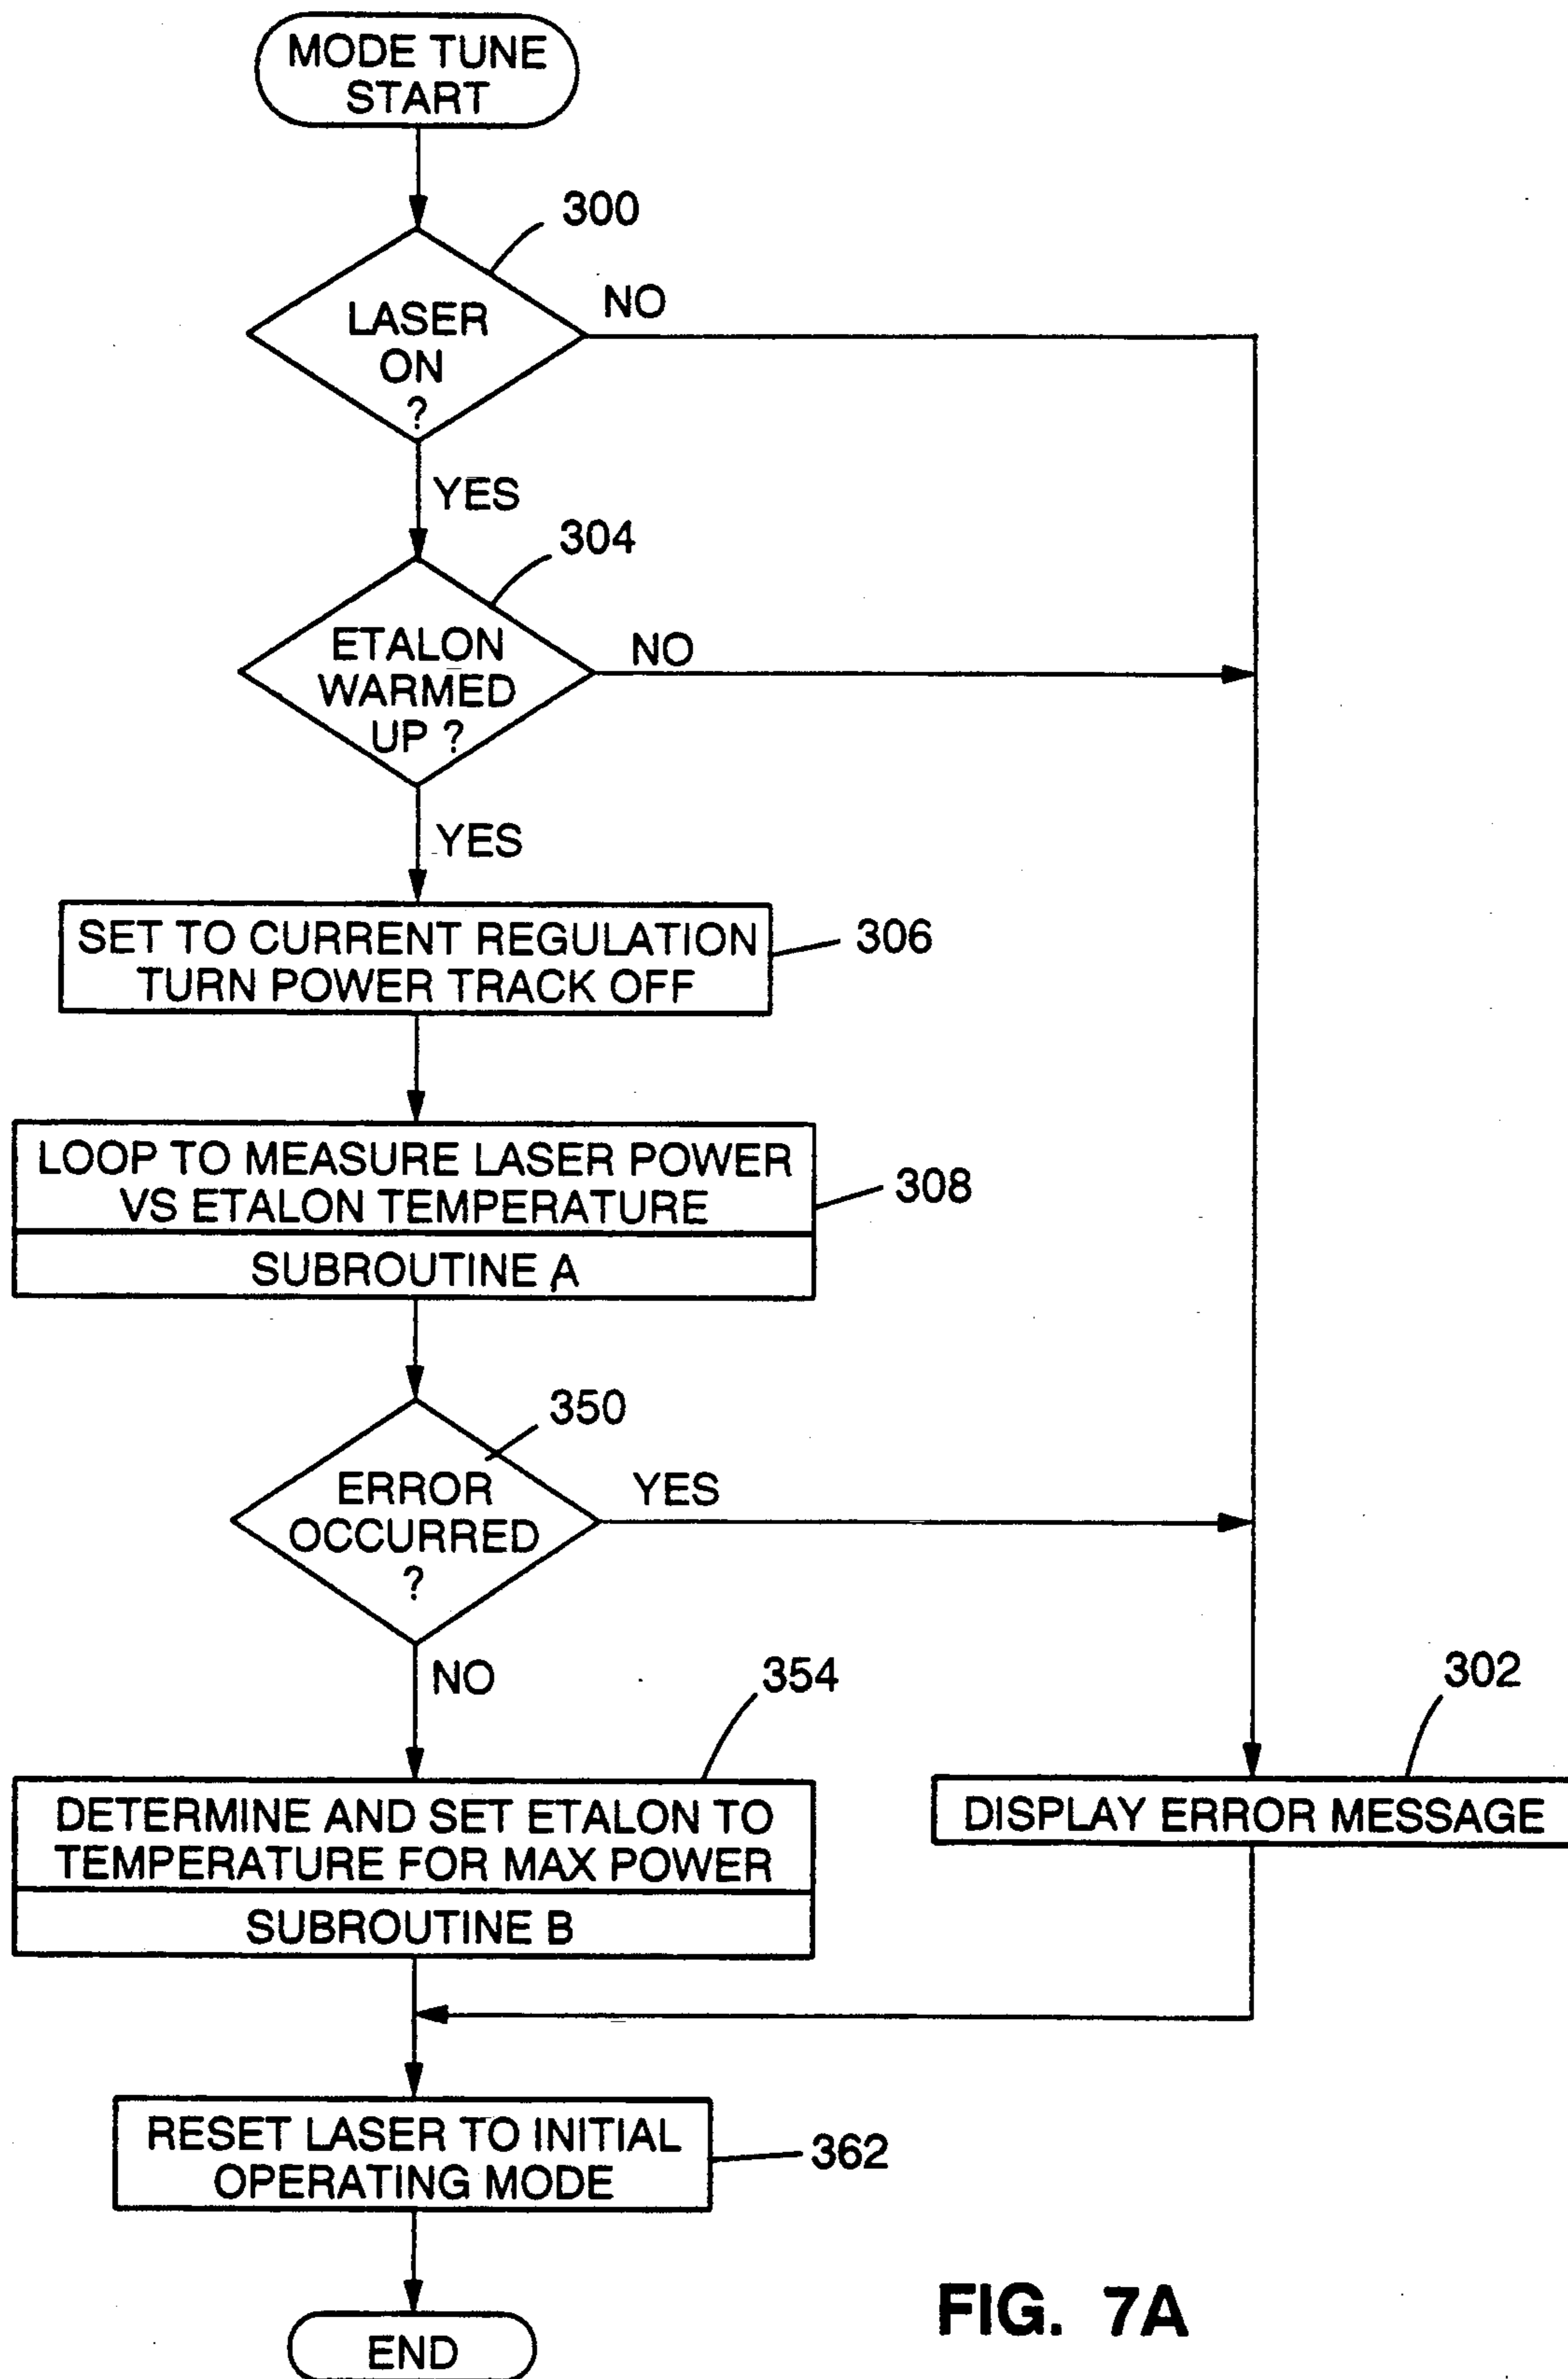 MODE TUNE
START
300
LASER
ON
?
NO
YES
304
ETALON
WARMED
UP ?
NO
YES
SET TO CURRENT REGULATION
TURN POWER TRACK OFF
306
LOOP TO MEASURE LASER POWER
VS ETALON TEMPERATURE
308
SUBROUTINE A
350
ERROR
OCCURRED
?
YES
NO
354
302
DETERMINE AND SET ETALON TO
TEMPERATURE FOR MAX POWER
SUBROUTINE B
DISPLAY ERROR MESSAGE
RESET LASER TO INITIAL
OPERATING MODE
362
END
FIG. 7A